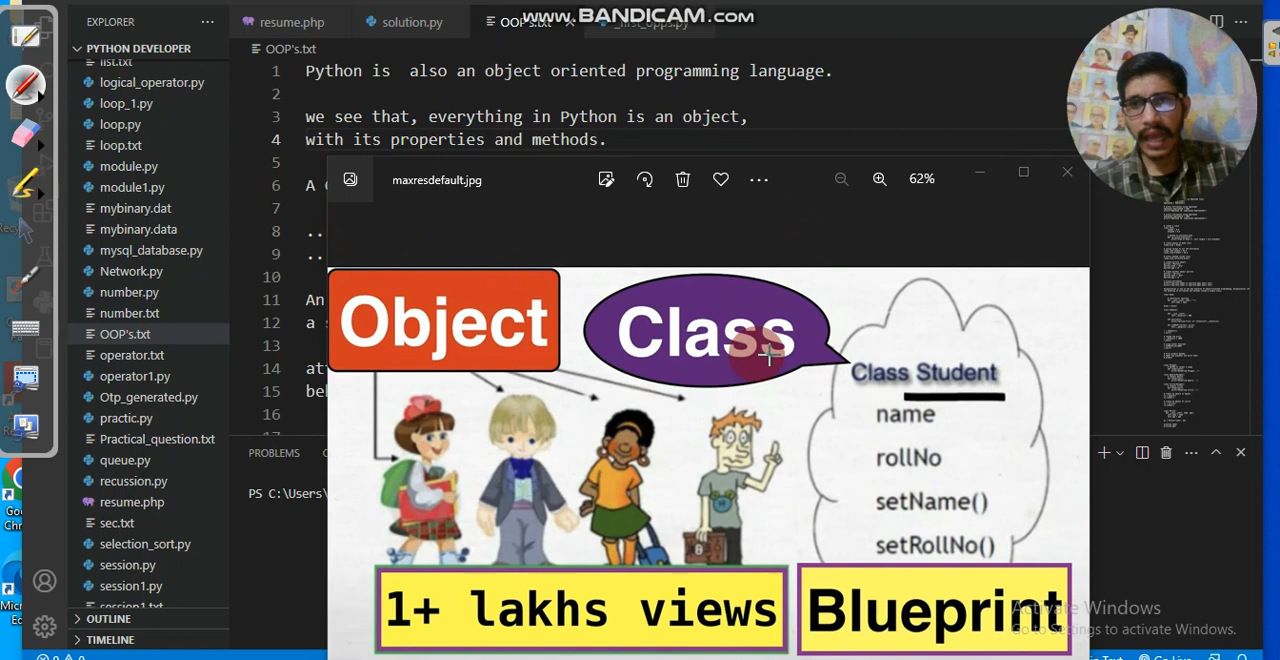 www.BANDICAM.com
EXPLORER
resume.php
solution.py
OOP's.txt
_first_opps.py
PYTHON DEVELOPER
OOP's.txt
list.txt
logical_operator.py
loop_1.py
loop.py
loop.txt
module.py
module1.py
mybinary.dat
mybinary.data
mysql_database.py
Network.py
number.py
number.txt
OOP's.txt
operator.txt
operator1.py
Otp_generated.py
practic.py
Practical_question.txt
queue.py
recussion.py
resume.php
sec.txt
selection_sort.py
session.py
session1.py
session1.txt
OUTLINE
TIMELINE
1 Python is also an object oriented programming language.
2
3 we see that, everything in Python is an object,
4 with its properties and methods.
5
6 A
7
8 ..
9 ..
10
11 An
12 a s
13
14 at
15 be
16
17
maxresdefault.jpg
62%
Object
Class
Class Student
name
rollNo
setName()
setRollNo()
1+ lakhs views
Blueprint
PROBLEMS
PS C:\Users\
Activate Windows
Go to Settings to activate Windows.
Go Live